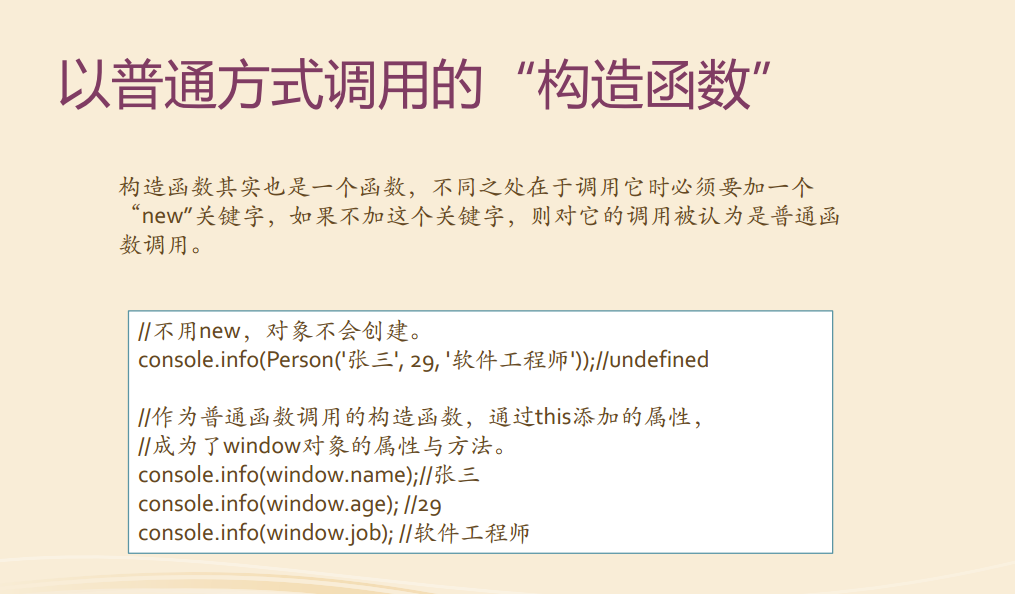 以普通方式调用的“构造函数”
构造函数其实也是一个函数，不同之处在于调用它时必须要加一个
“new”关键字，如果不加这个关键字，则对它的调用被认为是普通函
数调用。
//不用new，对象不会创建。
console.info(Person('张三', 29, '软件工程师'));//undefined
//作为普通函数调用的构造函数，通过this添加的属性，
//成为了window对象的属性与方法。
console.info(window.name);//张三
console.info(window.age); //29
console.info(window.job); //软件工程师